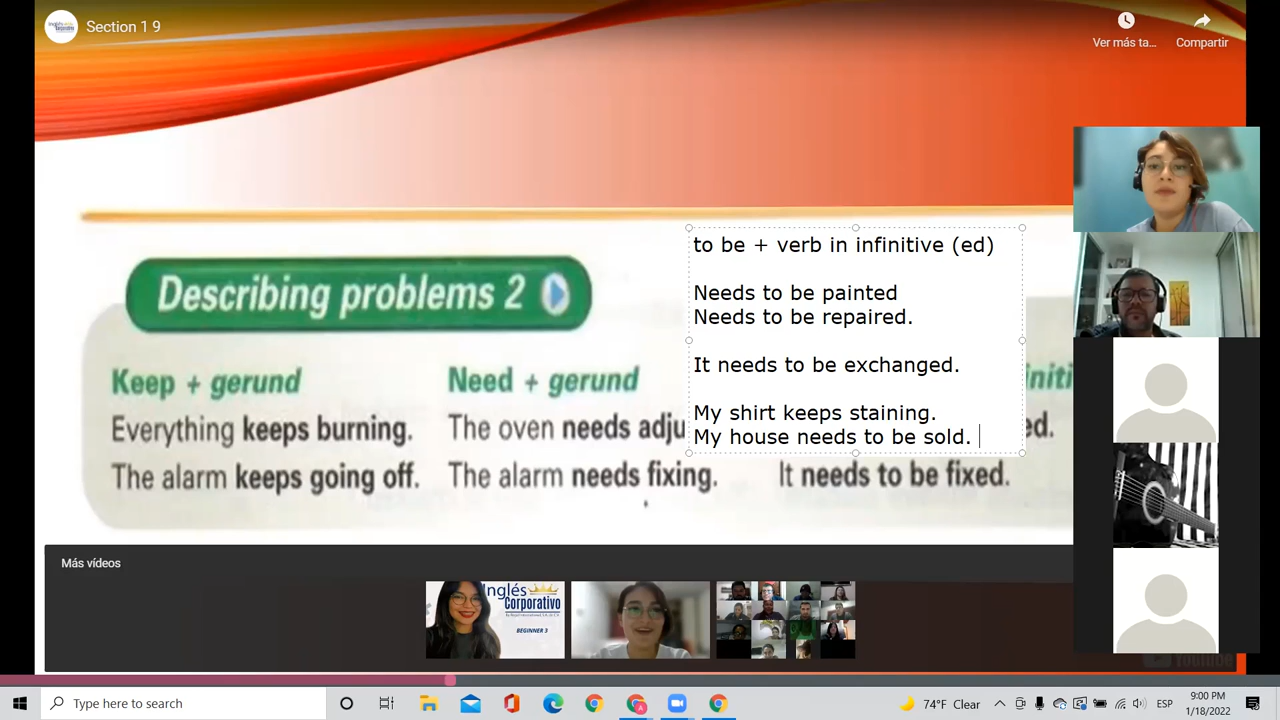 Section 1 9
Ver más ta...
Compartir
to be + verb in infinitive (ed)
Needs to be painted
Needs to be repaired.
It needs to be exchanged.
My shirt keeps staining.
My house needs to be sold.
Describing problems 2
Keep + gerund
Everything keeps burning.
The alarm keeps going off.
Need + gerund
The oven needs adju
The alarm needs fixing.
initi
ed.
It needs to be fixed.
Más vídeos
Inglés
Corporativo
BEGINNER 3
YouTube
Type here to search
74°F Clear
ESP
9:00 PM
1/18/2022